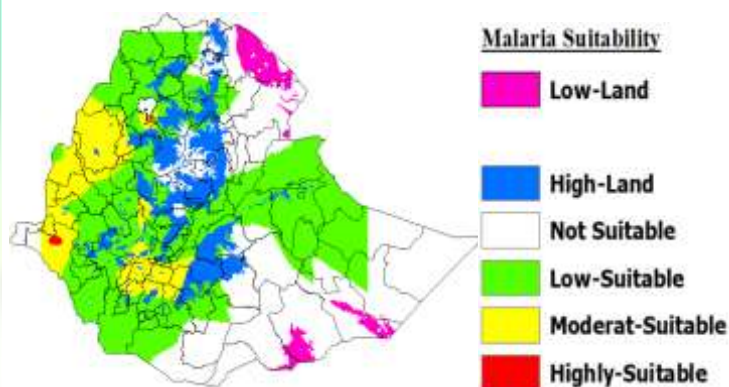 Malaria Suitability
Low-Land
High-Land
Not Suitable
Low-Suitable
Moderat-Suitable
Highly-Suitable